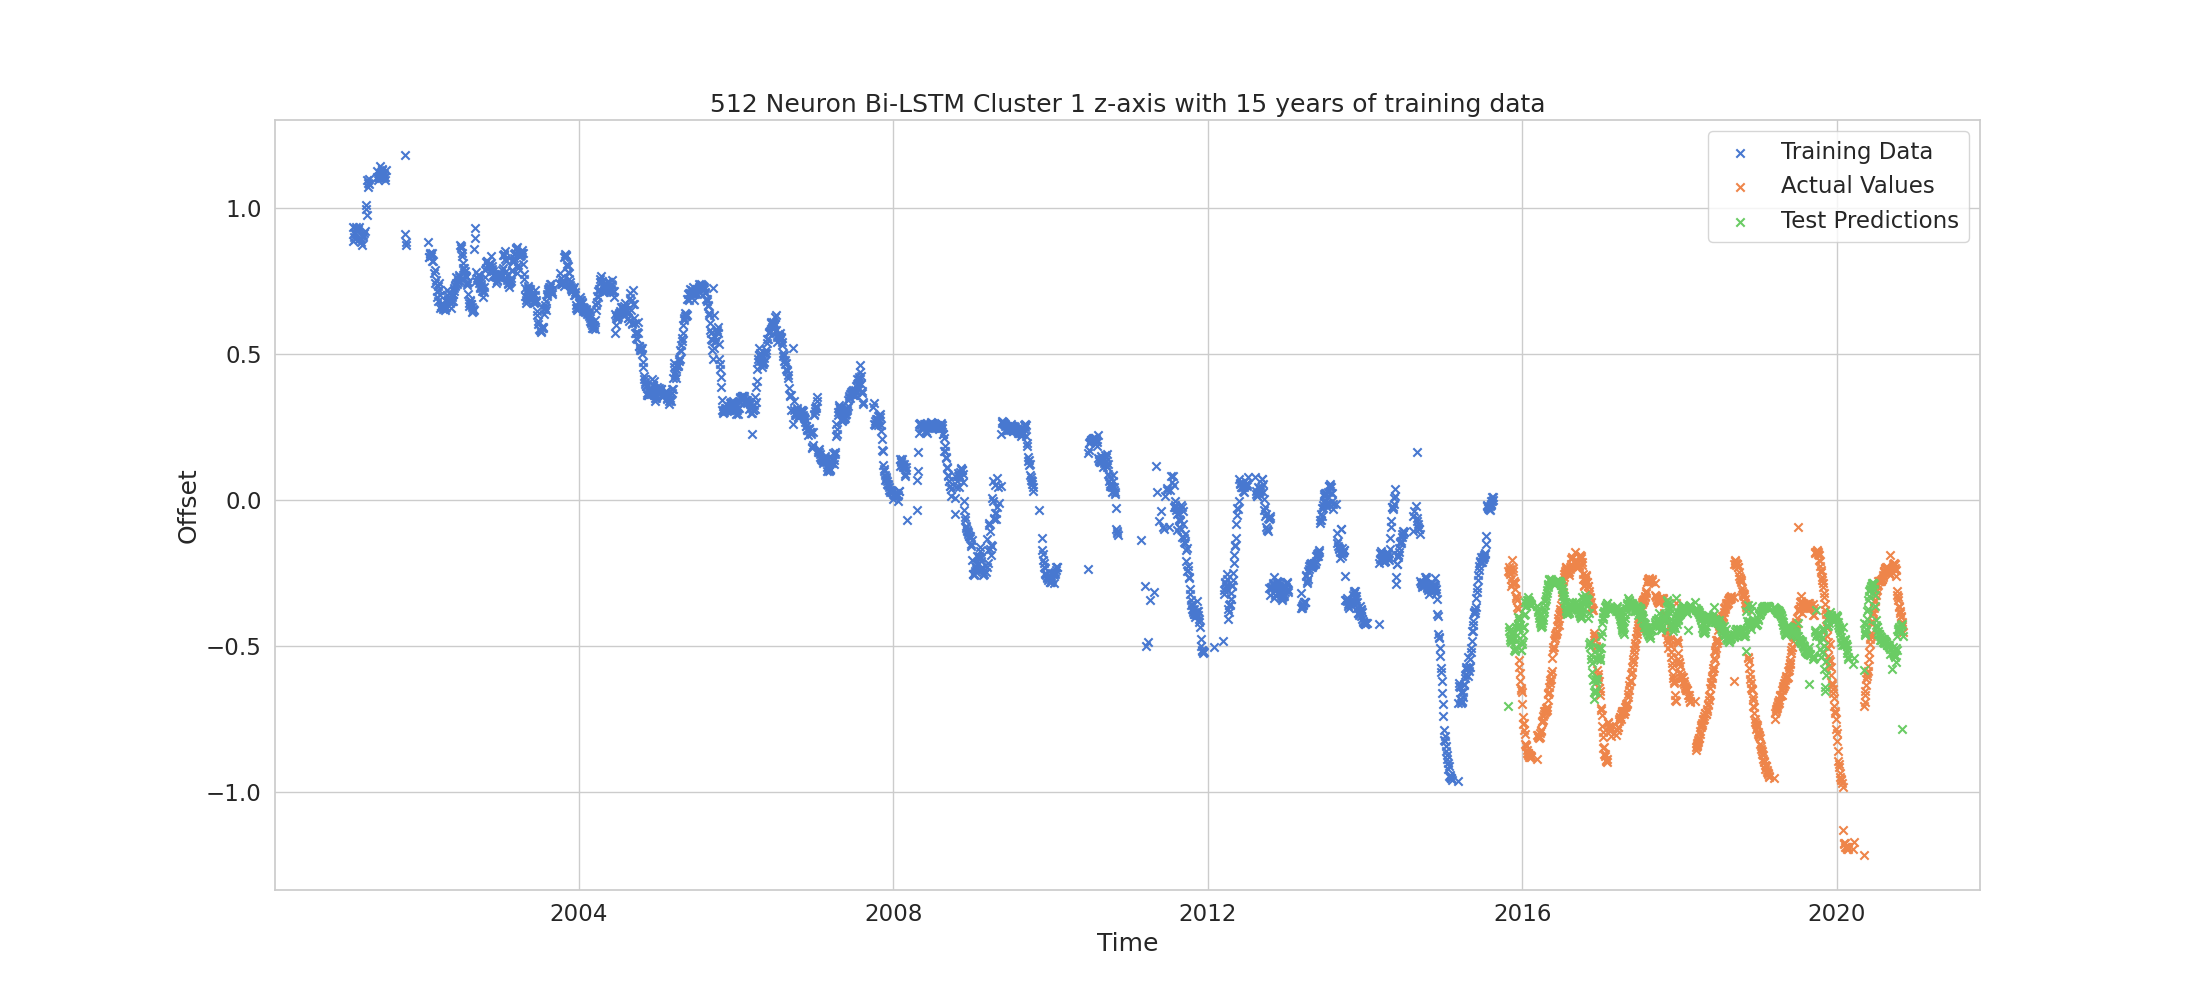 512 Neuron Bi-LSTM Cluster 1 z-axis with 15 years of training data
Training Data
Actual Values
Test Predictions
1.0
0.5
0.0
−0.5
−1.0
Offset
2004 2008 2012 2016 2020
Time